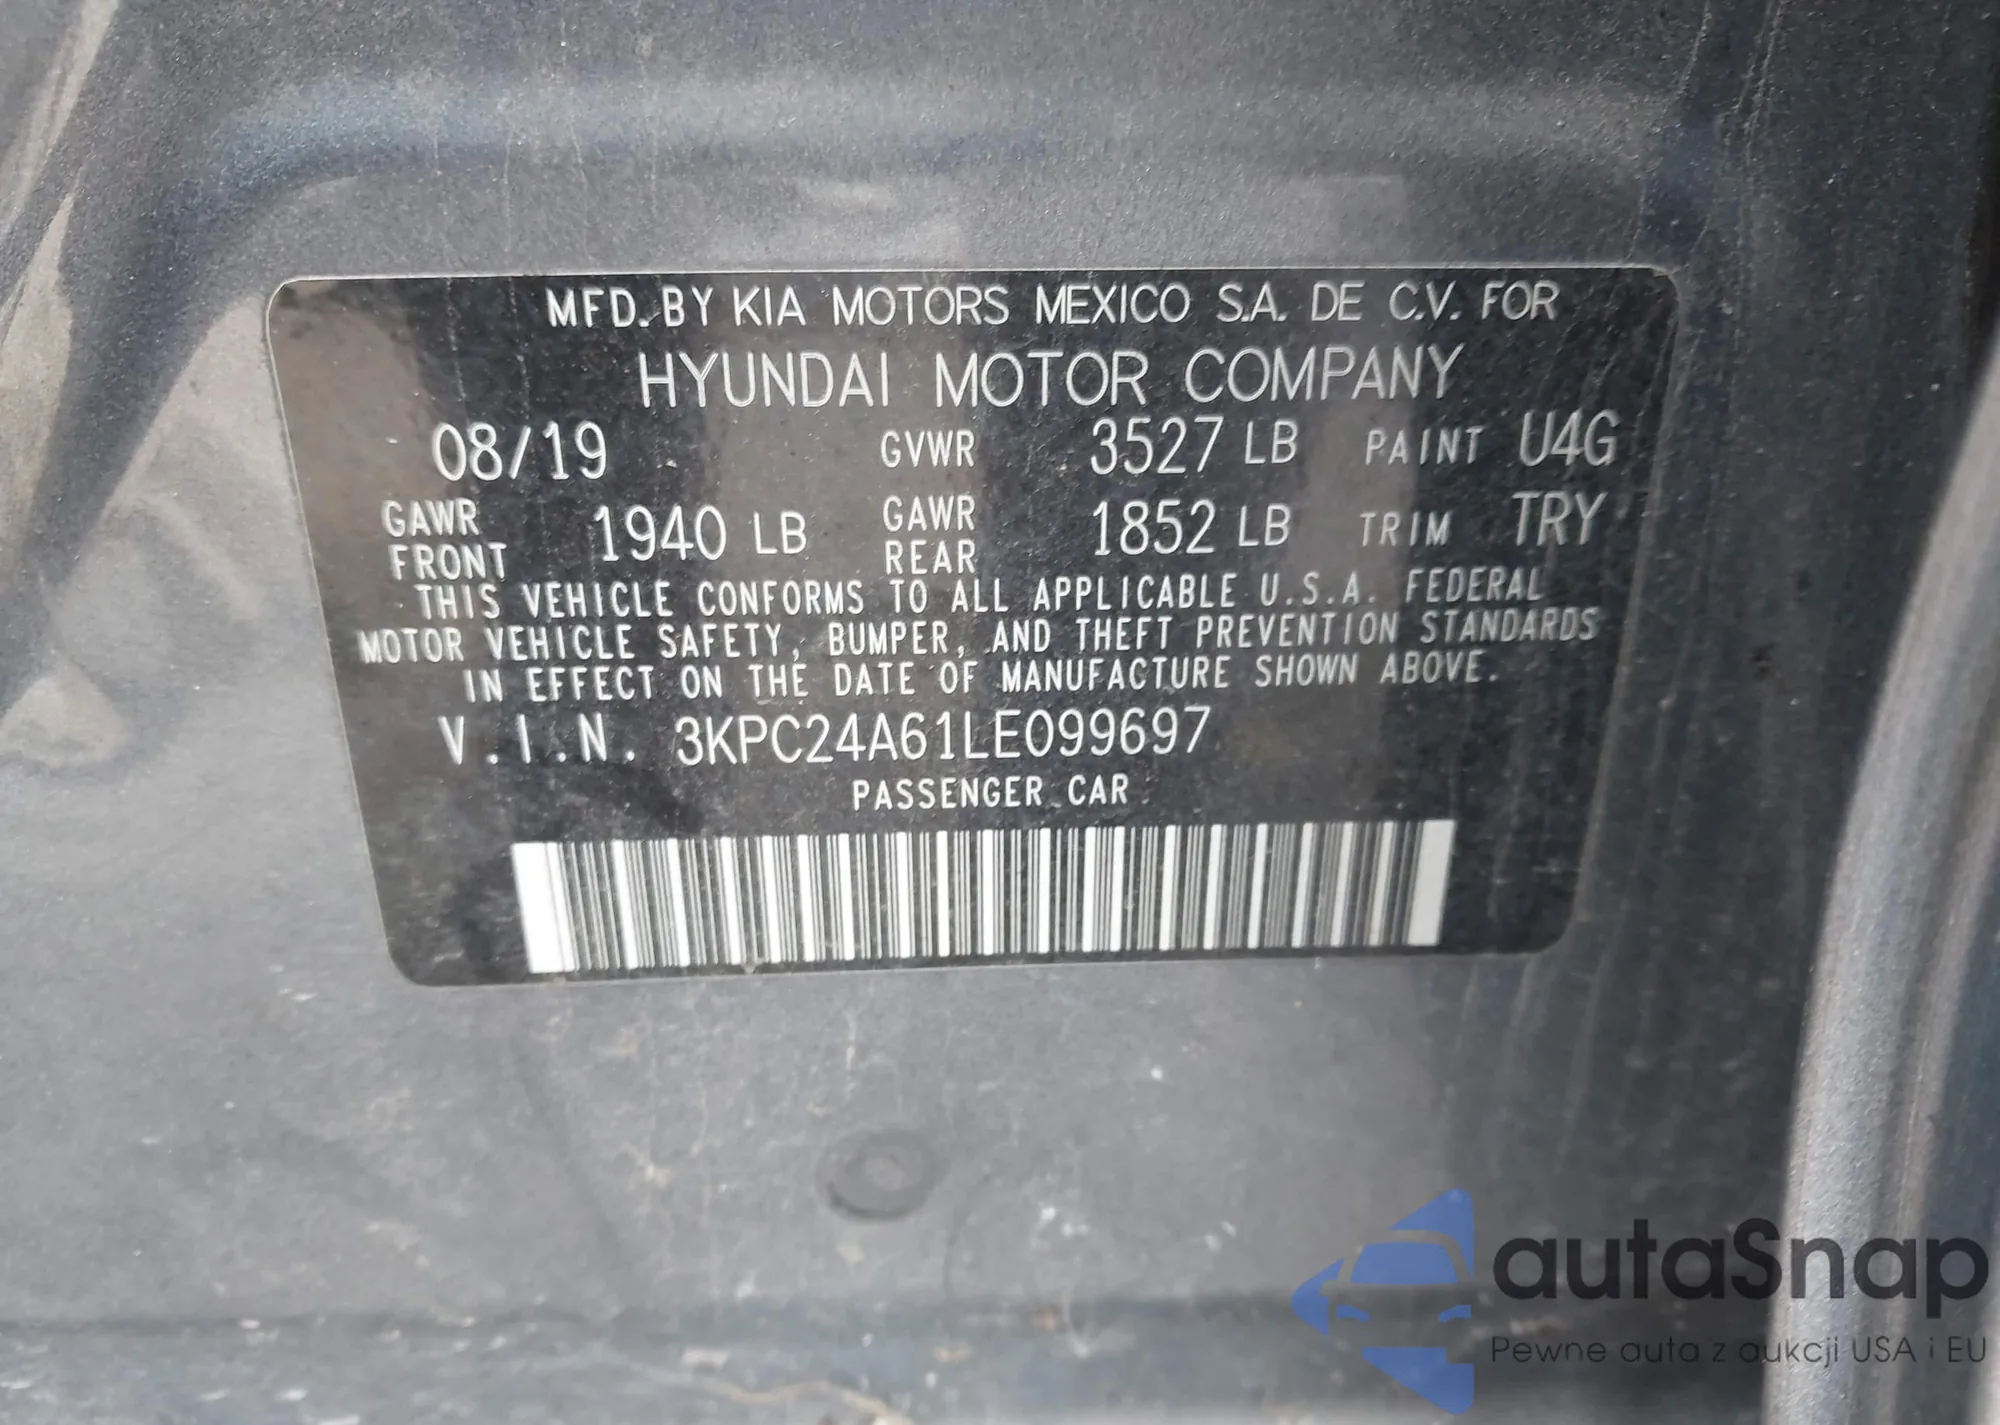 MFD. BY KIA MOTORS MEXICO S.A. DE C.V. FOR
HYUNDAI MOTOR COMPANY
08/19 GVWR 3527 LB PAINT U4G
GAWR FRONT 1940 LB GAWR REAR 1852 LB TRIM TRY
THIS VEHICLE CONFORMS TO ALL APPLICABLE U.S.A. FEDERAL
MOTOR VEHICLE SAFETY, BUMPER, AND THEFT PREVENTION STANDARDS
IN EFFECT ON THE DATE OF MANUFACTURE SHOWN ABOVE.
V.I.N. 3KPC24A61LE099697
PASSENGER CAR
autaSnap
Pewne auta z aukcji USA i EU